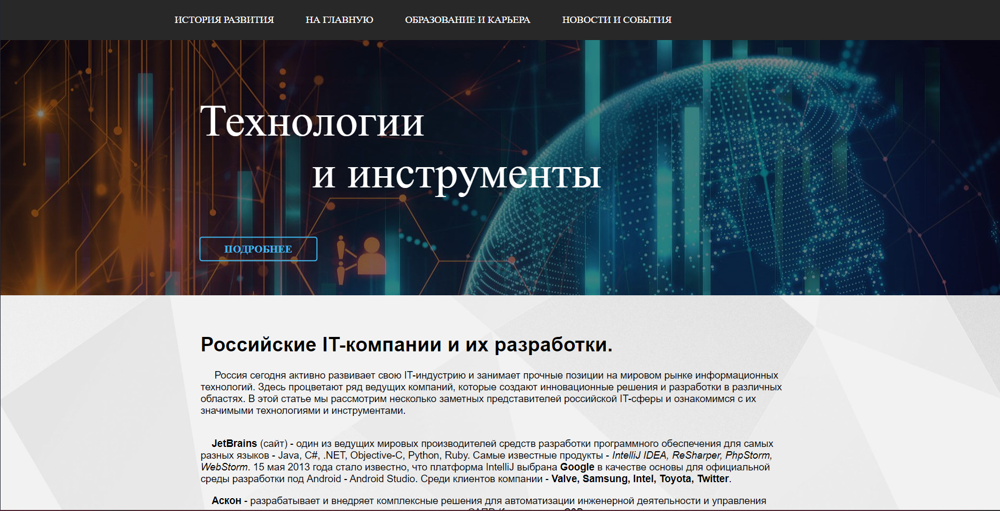 ИСТОРИЯ РАЗВИТИЯ НА ГЛАВНУЮ ОБРАЗОВАНИЕ И КАРЬЕРА НОВОСТИ И СОБЫТИЯ
Технологии
и инструменты
ПОДРОБНЕЕ
Российские IT-компании и их разработки.
Россия сегодня активно развивает свою IT-индустрию и занимает прочные позиции на мировом рынке информационных
технологий. Здесь процветают ряд ведущих компаний, которые создают инновационные решения и разработки в различных
областях. В этой статье мы рассмотрим несколько заметных представителей российской IT-сферы и ознакомимся с их
значимыми технологиями и инструментами.
JetBrains (сайт) - один из ведущих мировых производителей средств разработки программного обеспечения для самых
разных языков - Java, C#, .NET, Objective-C, Python, Ruby. Самые известные продукты - IntelliJ IDEA, ReSharper, PhpStorm,
WebStorm. 15 мая 2013 года стало известно, что платформа IntelliJ выбрана Google в качестве основы для официальной
среды разработки под Android - Android Studio. Среди клиентов компании - Valve, Samsung, Intel, Toyota, Twitter.
Аскон - разрабатывает и внедряет комплексные решения для автоматизации инженерной деятельности и управления